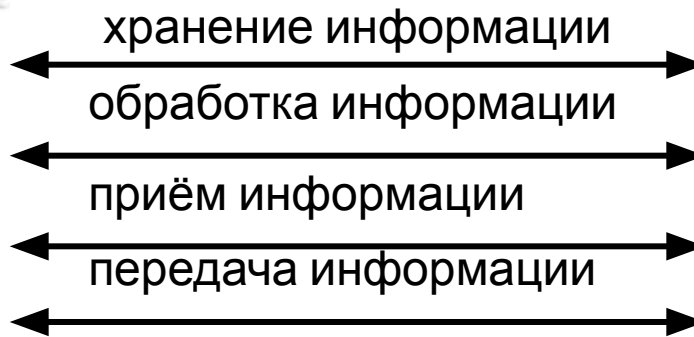 хранение информации
обработка информации
приём информации
передача информации